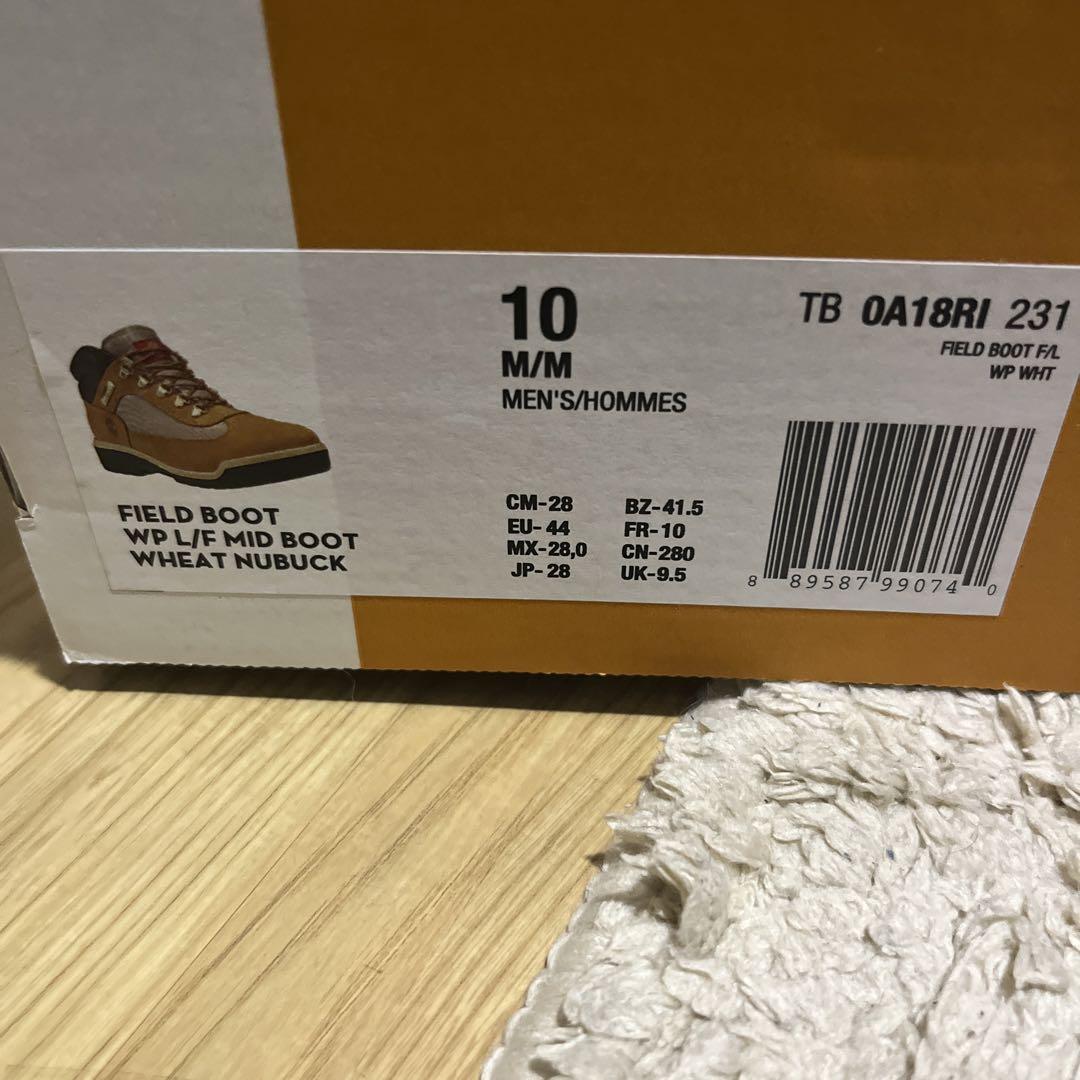 10
M/M
MEN'S/HOMMES
TB 0A18RI 231
FIELD BOOT F/L
WP WHT
FIELD BOOT
WP L/F MID BOOT
WHEAT NUBUCK
CM-28 BZ-41.5
EU-44 FR-10
MX-28,0 CN-280
JP-28 UK-9.5
8 89587 99074 0